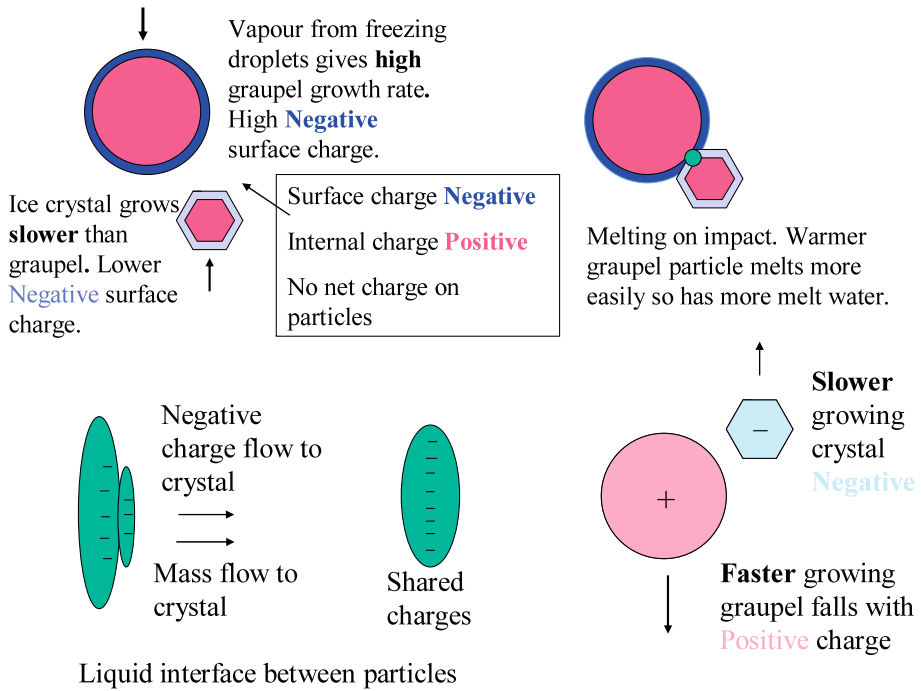 Vapour from freezing
droplets gives high
graupel growth rate.
High Negative
surface charge.
Ice crystal grows
slower than
graupel. Lower
Negative surface
charge.
Surface charge Negative
Internal charge Positive
No net charge on
particles
Melting on impact. Warmer
graupel particle melts more
easily so has more melt water.
Negative
charge flow to
crystal
Mass flow to
crystal
– – – – –
– – –
– – – – – – – –
Shared
charges
Liquid interface between particles
Slower
growing
crystal
Negative
–
+
Faster growing
graupel falls with
Positive charge